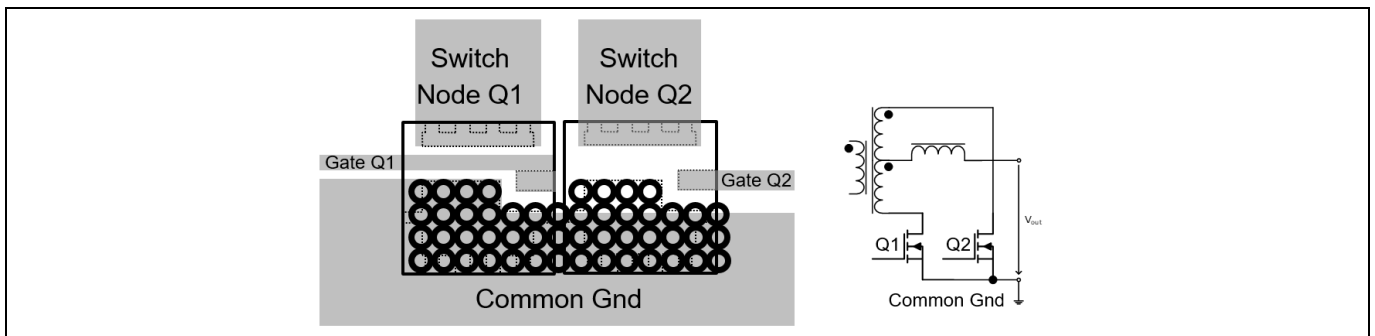 Switch
Node Q1
Switch
Node Q2
Gate Q1
Gate Q2
Common Gnd
Q1
Q2
Vout
Common Gnd